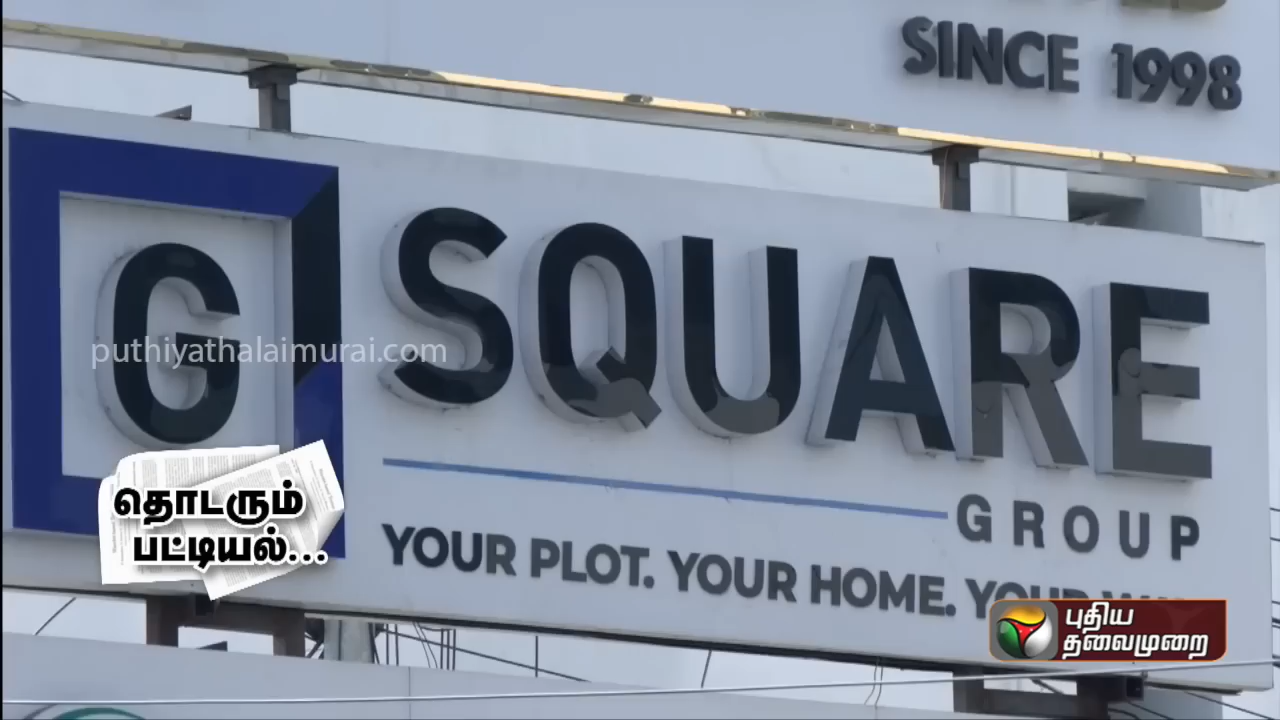 SINCE 1998
G
SQUARE
GROUP
YOUR PLOT. YOUR HOME.
puthiyathalaimurai.com
தொடரும்
பட்டியல்...
புதிய
தலைமுறை